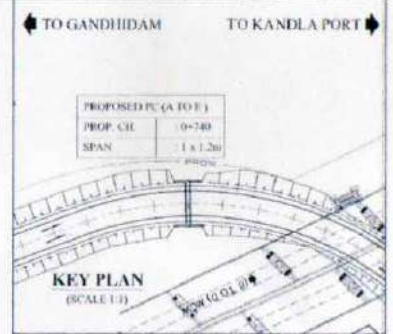 TO GANDHIDAM
TO KANDLA PORT
PROPOSED PC (A TO E)
PROP. CH. : 0+740
SPAN : 1 x 1.2m
PROW
KEY PLAN
(SCALE 1:1)